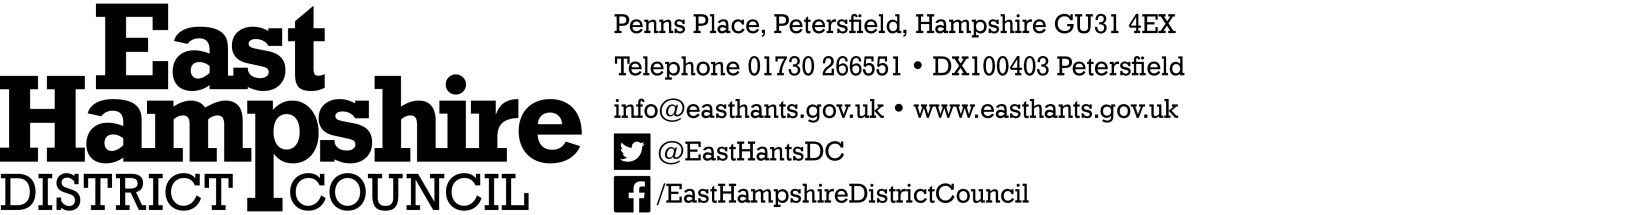 East
Hampshire
DISTRICT COUNCIL
Penns Place, Petersfield, Hampshire GU31 4EX
Telephone 01730 266551 • DX100403 Petersfield
info@easthants.gov.uk • www.easthants.gov.uk
@EastHantsDC
/EastHampshireDistrictCouncil